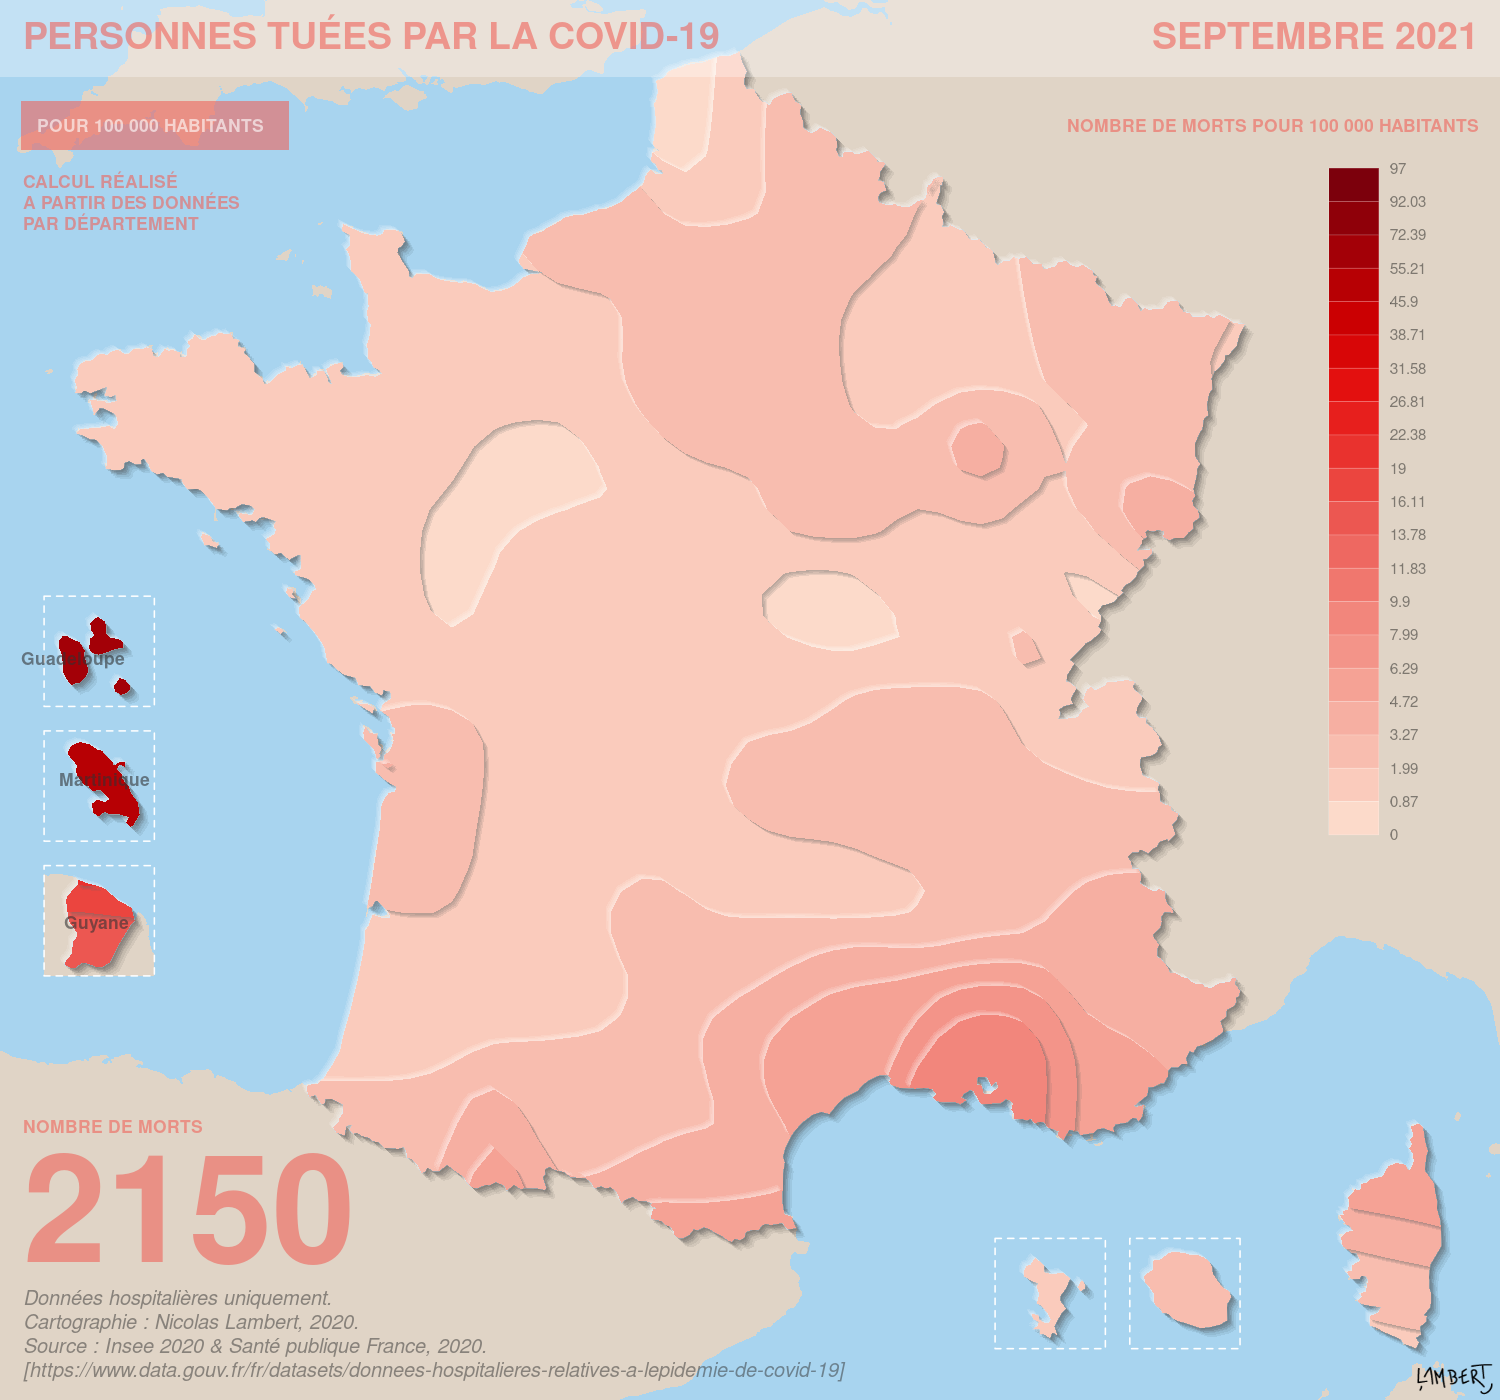 PERSONNES TUÉES PAR LA COVID-19
SEPTEMBRE 2021
POUR 100 000 HABITANTS
CALCUL RÉALISÉ
A PARTIR DES DONNÉES
PAR DÉPARTEMENT
NOMBRE DE MORTS POUR 100 000 HABITANTS
97
92.03
72.39
55.21
45.9
38.71
31.58
26.81
22.38
19
16.11
13.78
11.83
9.9
7.99
6.29
4.72
3.27
1.99
0.87
0
Guadeloupe
Martinique
Guyane
NOMBRE DE MORTS
2150
Données hospitalières uniquement.
Cartographie : Nicolas Lambert, 2020.
Source : Insee 2020 & Santé publique France, 2020.
[https://www.data.gouv.fr/fr/datasets/donnees-hospitalieres-relatives-a-lepidemie-de-covid-19]
LAMBERT